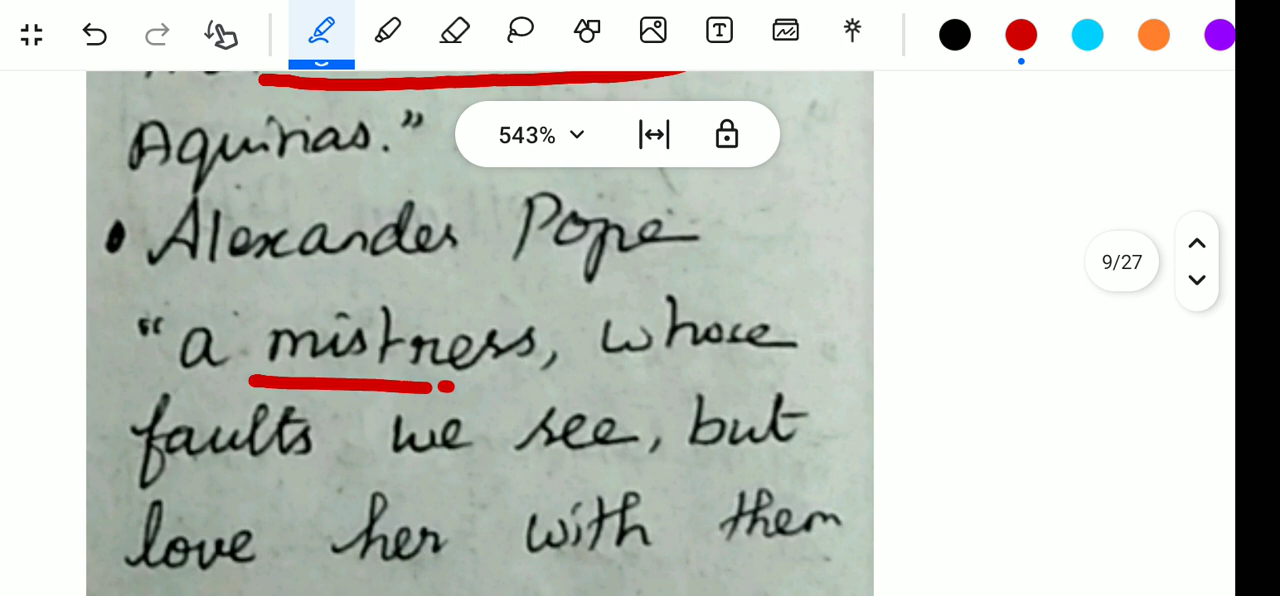 543%
Aquinas."
• Alexander Pope
9/27
"a mistress, whose
faults we see, but
love her with them